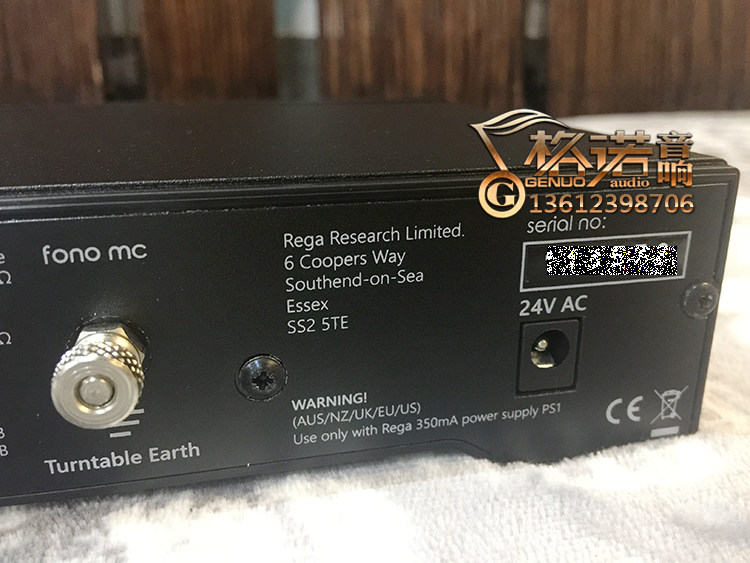 格诺音响
GENUO audio
G
13612398706
serial no:
fono mc
Rega Research Limited.
6 Coopers Way
Southend-on-Sea
Essex
SS2 5TE
24V AC
e
Ω
Ω
WARNING!
(AUS/NZ/UK/EU/US)
Use only with Rega 350mA power supply PS1
CE
B
B
Turntable Earth